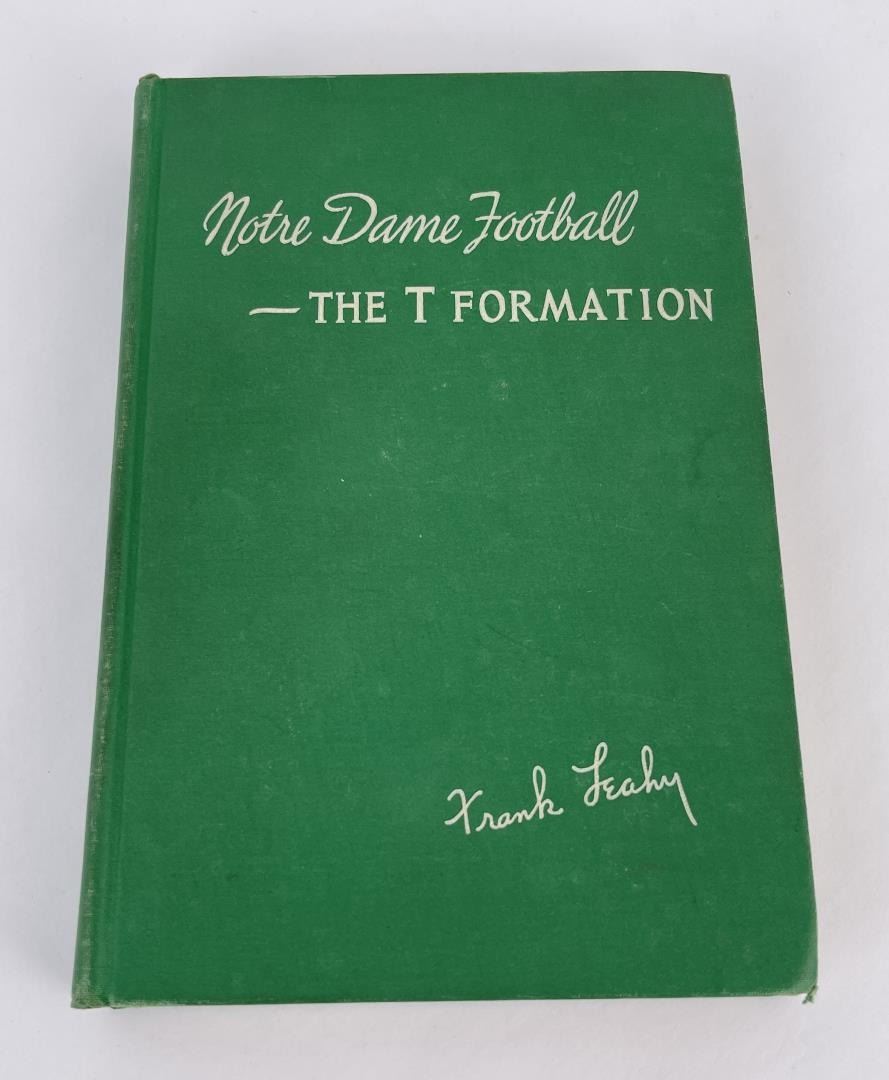 Notre Dame Football
— THE T FORMATION
Frank Leahy